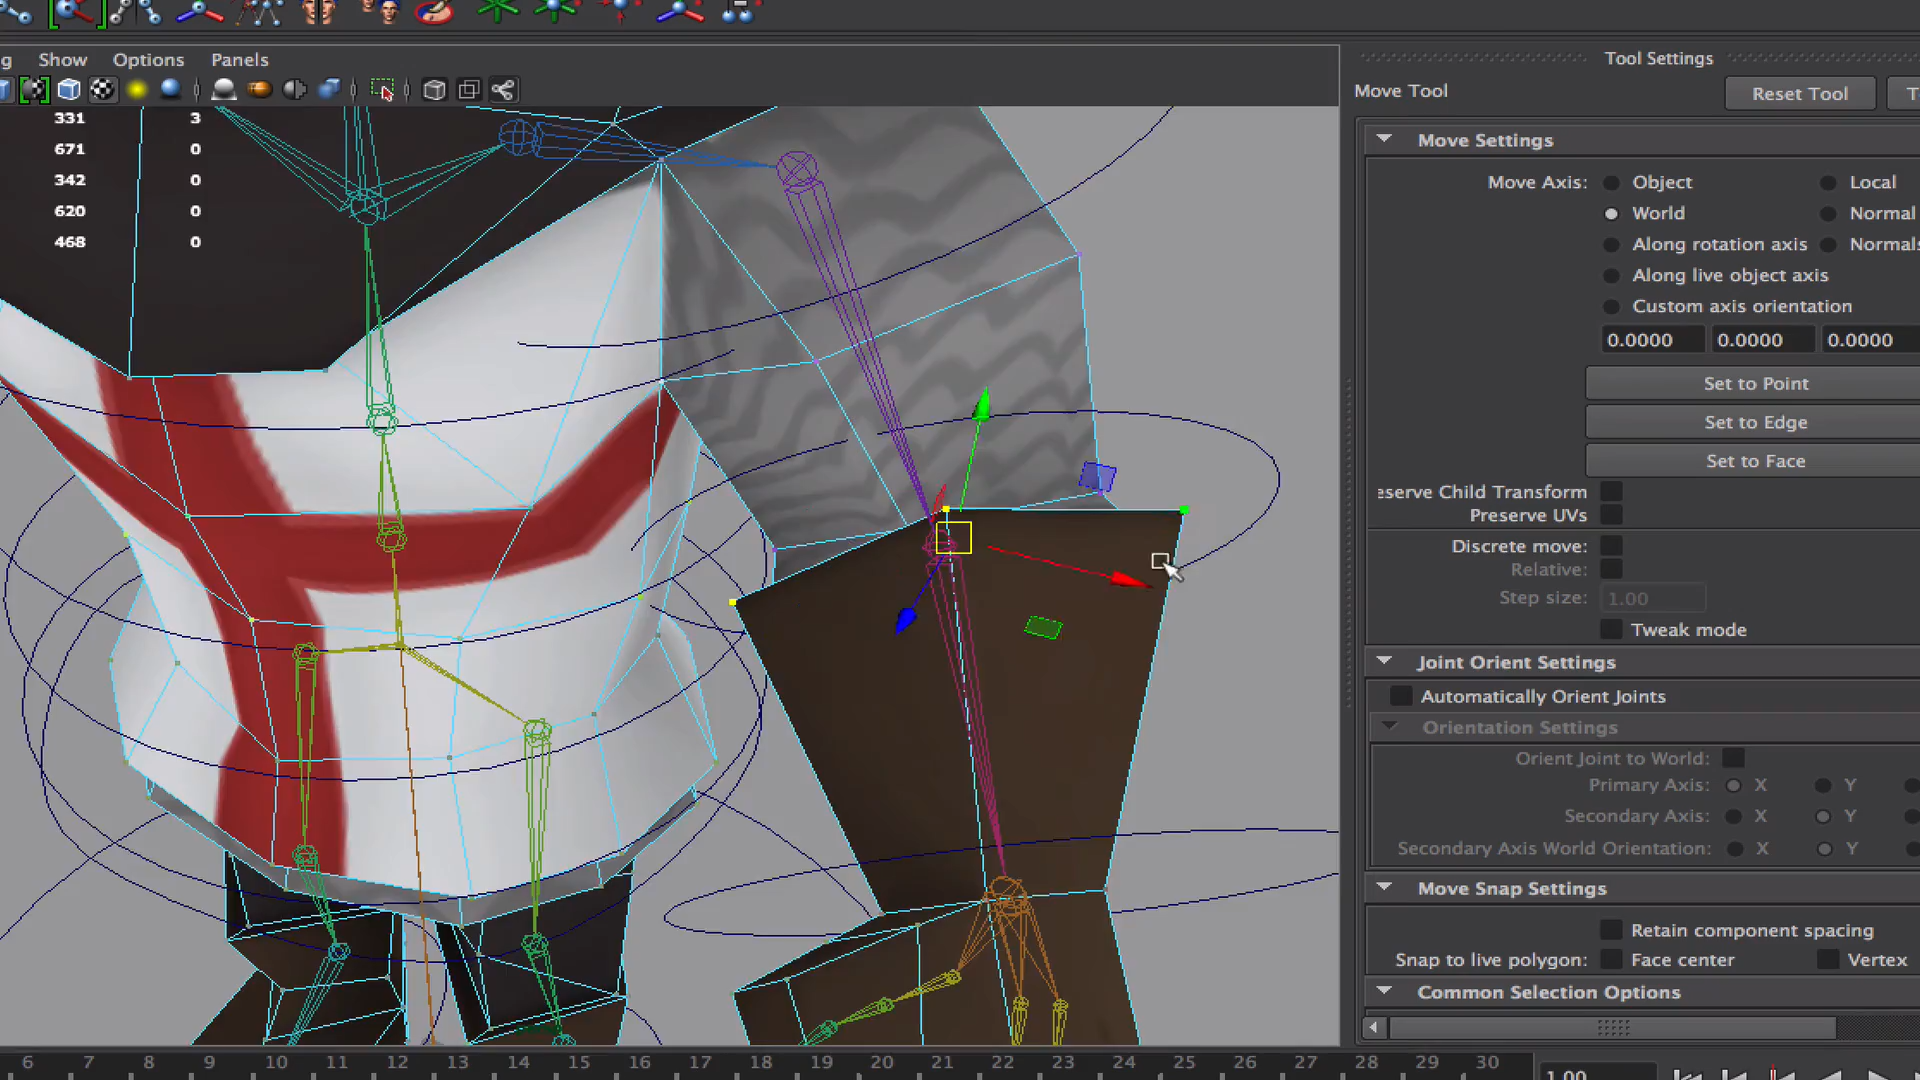 g Show Options Panels
331 3
671 0
342 0
620 0
468 0
Tool Settings
Move Tool
Reset Tool
T
Move Settings
Move Axis: Object Local
World Normal
Along rotation axis Normals
Along live object axis
Custom axis orientation
0.0000 0.0000 0.0000
Set to Point
Set to Edge
Set to Face
eserve Child Transform
Preserve UVs
Discrete move:
Relative:
Step size: 1.00
Tweak mode
Joint Orient Settings
Automatically Orient Joints
Orientation Settings
Orient Joint to World:
Primary Axis: X Y
Secondary Axis: X Y
Secondary Axis World Orientation: X Y
Move Snap Settings
Retain component spacing
Snap to live polygon: Face center Vertex
Common Selection Options
6 7 8 9 10 11 12 13 14 15 16 17 18 19 20 21 22 23 24 25 26 27 28 29 30
1.00